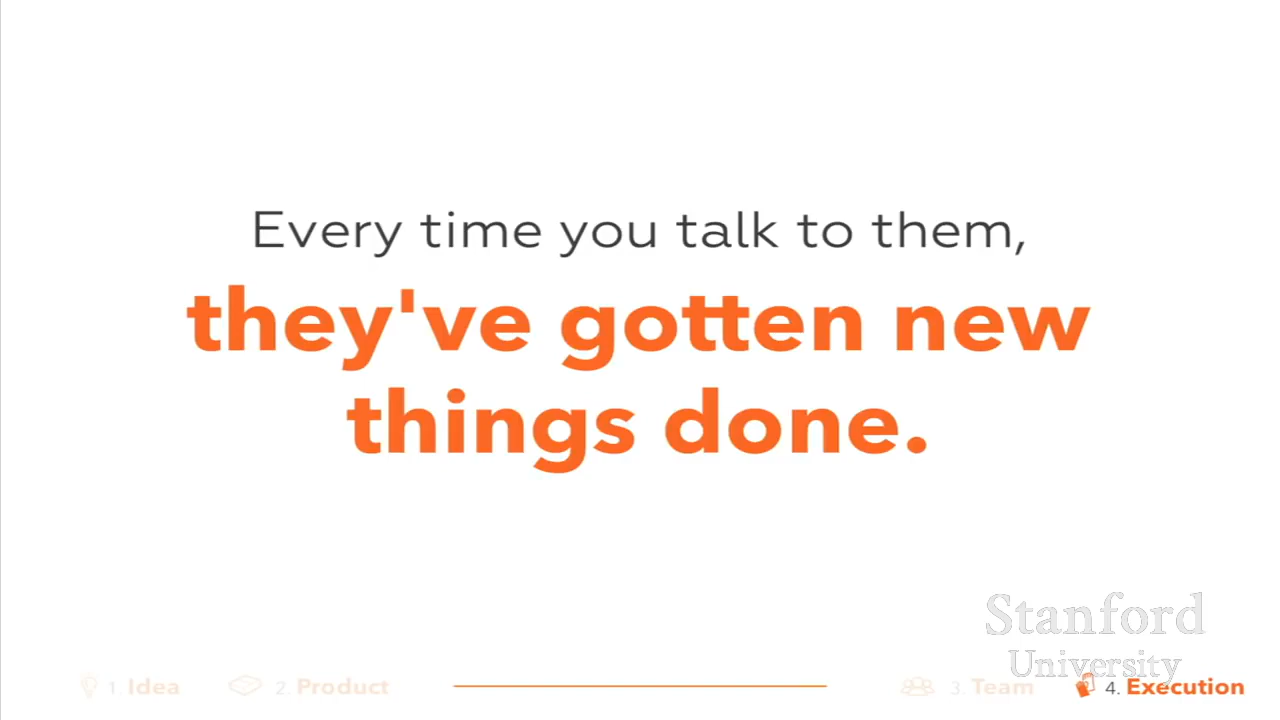 Every time you talk to them,
they've gotten new
things done.
Stanford
University
1. Idea 2. Product 3. Team 4. Execution